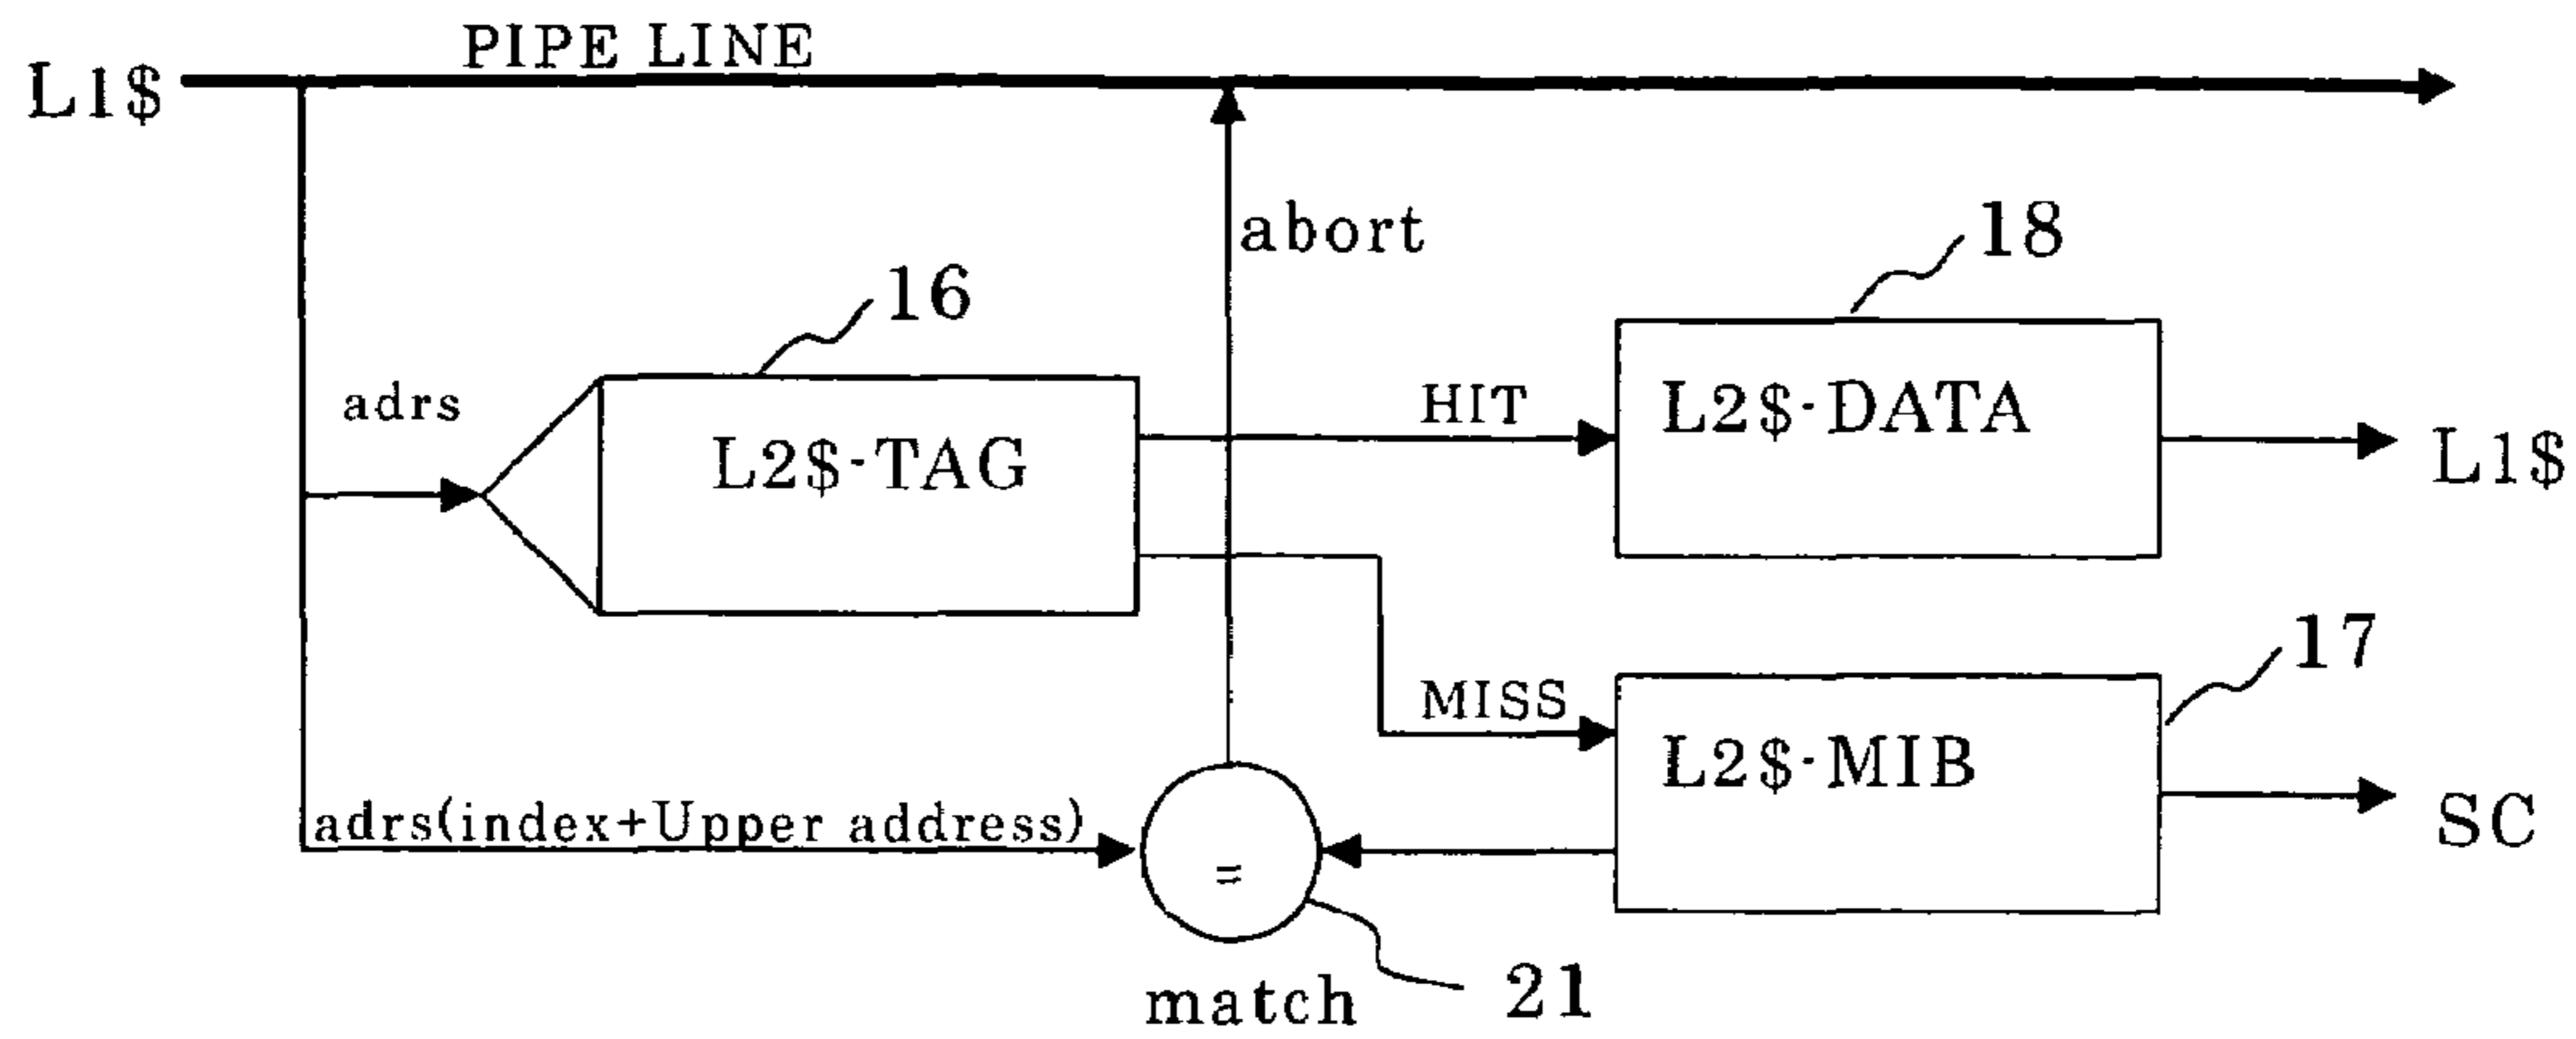 PIPE LINE
L1$
abort
18
16
adrs
HIT
L2$-DATA
L2$-TAG
L1$
17
MISS
L2$-MIB
adrs(index+Upper address)
SC
=
21
match